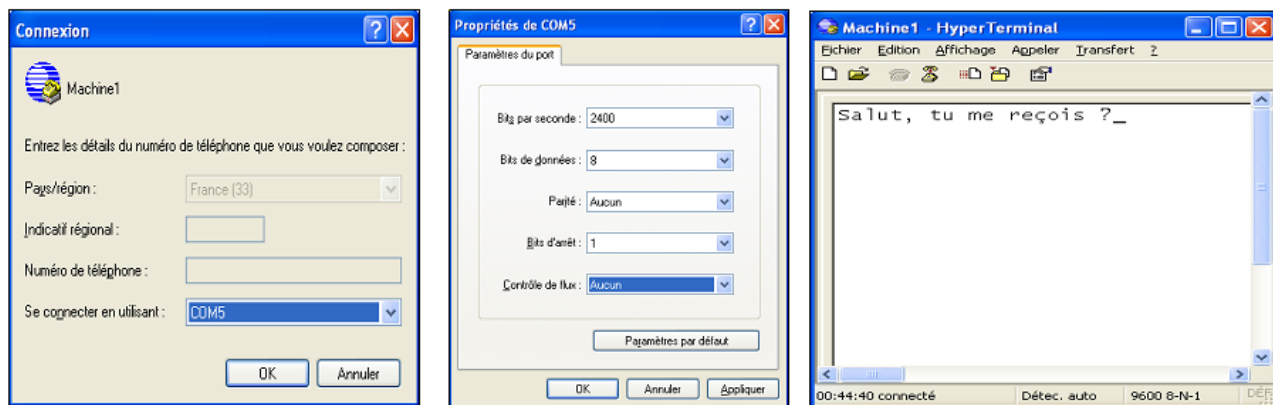 Connexion
Machine1
Entrez les détails du numéro de téléphone que vous voulez composer :
Pays/région : France (33)
Indicatif régional :
Numéro de téléphone :
Se connecter en utilisant : COM5
OK Annuler
Propriétés de COM5
Paramètres du port
Bits par seconde : 2400
Bits de données : 8
Parité : Aucun
Bits d'arrêt : 1
Contrôle de flux : Aucun
Paramètres par défaut
OK Annuler Appliquer
Machine1 - HyperTerminal
Fichier Edition Affichage Appeler Transfert ?
Salut, tu me reçois ?_
00:44:40 connecté Détec. auto 9600 8-N-1 DÉF